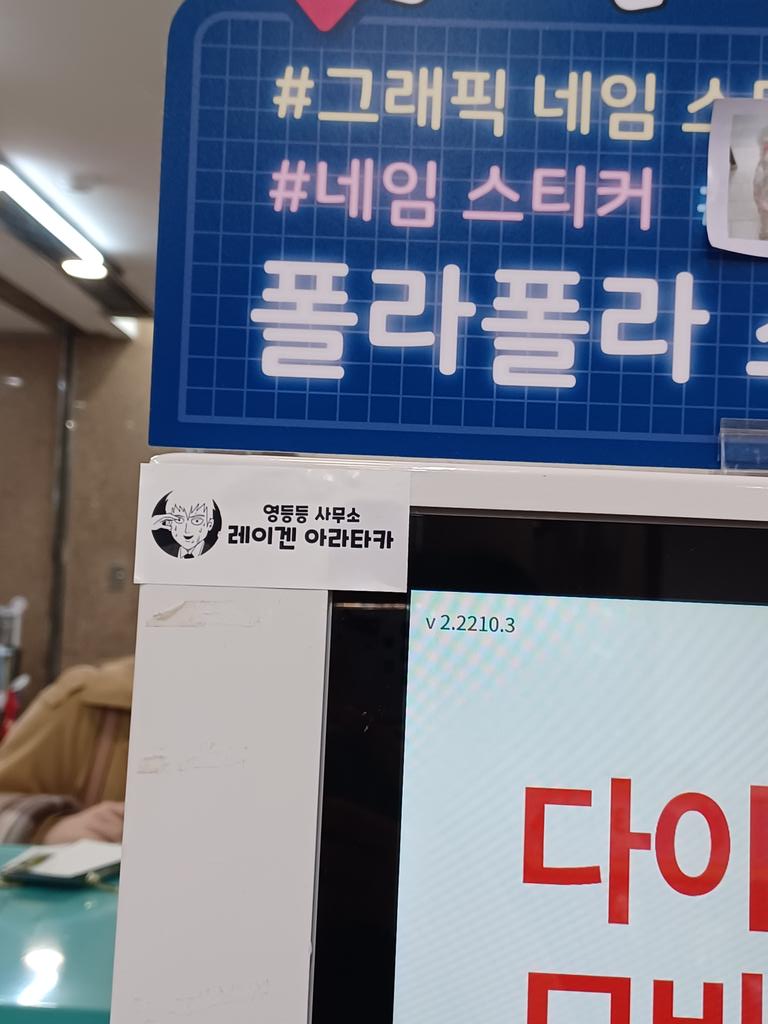 #그래픽 네임
#네임 스티커
폴라폴라
영등등 사무소
레이겐 아라타카
v 2.2210.3
다이